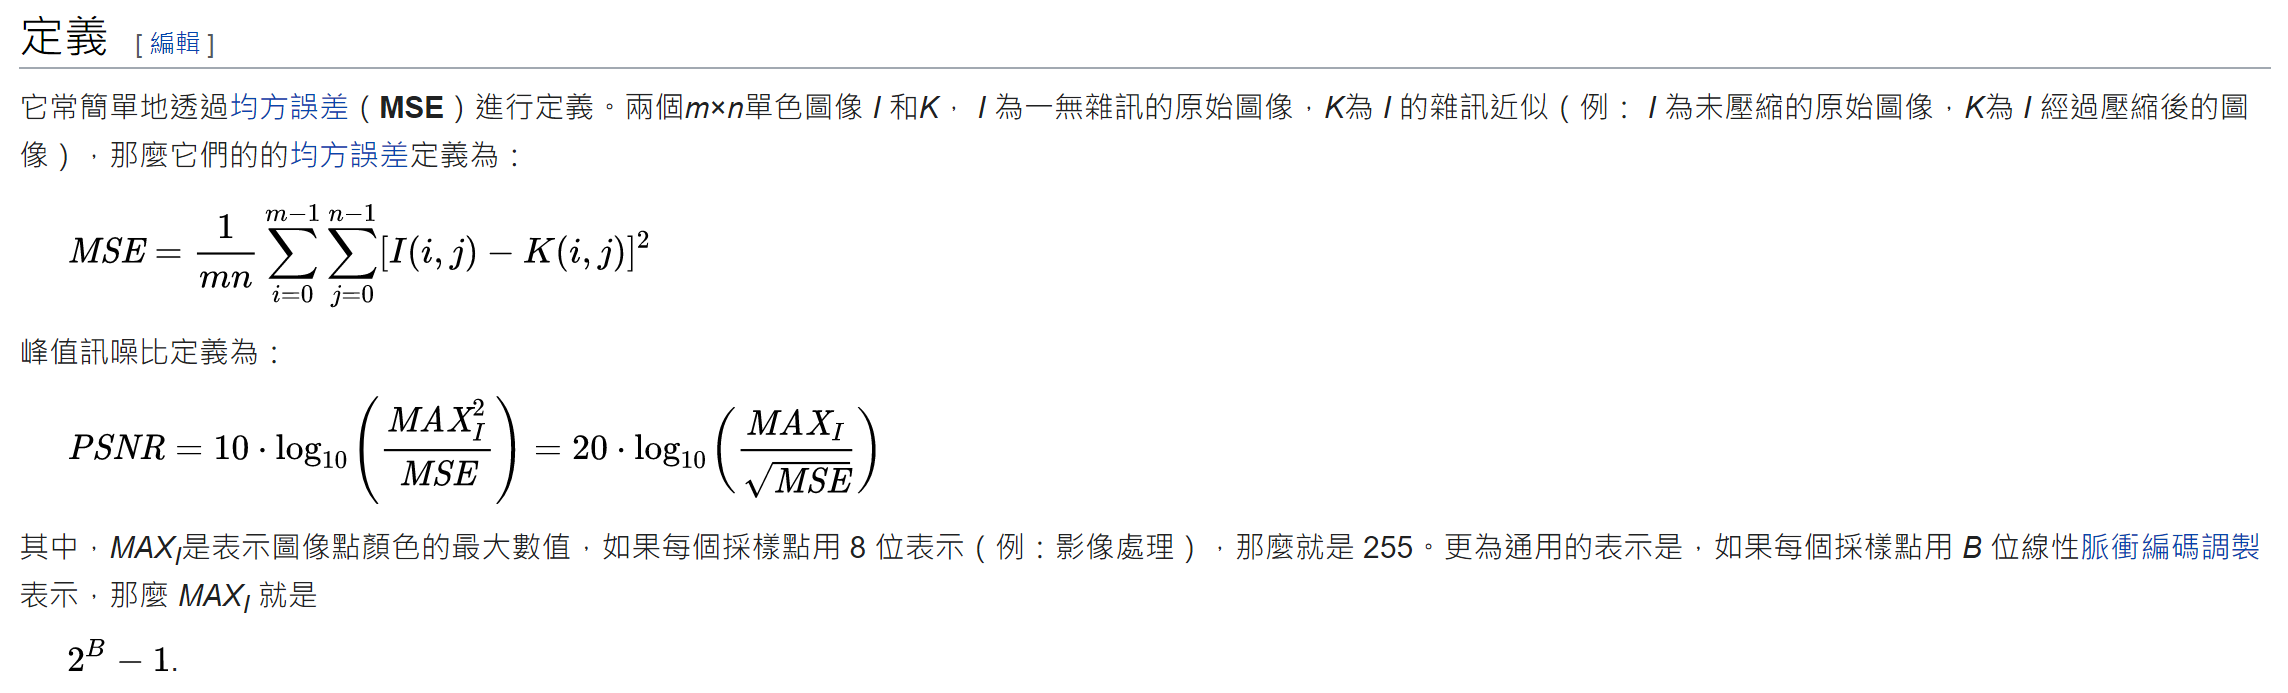 定義 [編輯]
它常簡單地透過均方誤差（MSE）進行定義。兩個m×n單色圖像 I 和K， I 為一無雜訊的原始圖像，K為 I 的雜訊近似（例： I 為未壓縮的原始圖像，K為 I 經過壓縮後的圖
像），那麼它們的的均方誤差定義為：
MSE = \frac{1}{mn} \sum_{i=0}^{m-1} \sum_{j=0}^{n-1} [I(i,j) - K(i,j)]^2
峰值訊噪比定義為：
PSNR = 10 \cdot \log_{10} \left( \frac{MAX_I^2}{MSE} \right) = 20 \cdot \log_{10} \left( \frac{MAX_I}{\sqrt{MSE}} \right)
其中，MAX_I是表示圖像點顏色的最大數值，如果每個採樣點用 8 位表示（例：影像處理），那麼就是 255。更為通用的表示是，如果每個採樣點用 B 位線性脈衝編碼調製
表示，那麼 MAX_I 就是
2^B - 1.